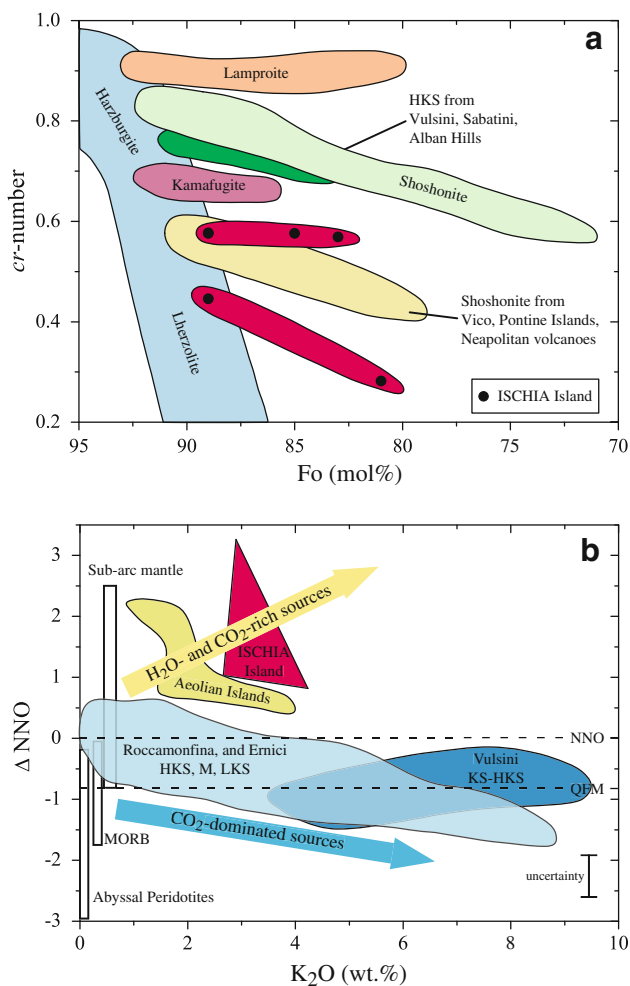 a
1.0
0.8
0.6
0.4
0.2
cr-number
Harzburgite
Lherzolite
Lamproite
HKS from
Vulsini, Sabatini,
Alban Hills
Kamafugite
Shoshonite
Shoshonite from
Vico, Pontine Islands,
Neapolitan volcanoes
ISCHIA Island
95 90 85 80 75 70
Fo (mol%)
b
3
2
1
0
-1
-2
-3
Δ NNO
Sub-arc mantle
H2O- and CO2-rich sources
ISCHIA
Island
Aeolian Islands
NNO
Roccamonfina, and Ernici
HKS, M, LKS
Vulsini
KS-HKS
QFM
CO2-dominated sources
MORB
uncertainty
Abyssal Peridotites
0 2 4 6 8 10
K2O (wt.%)